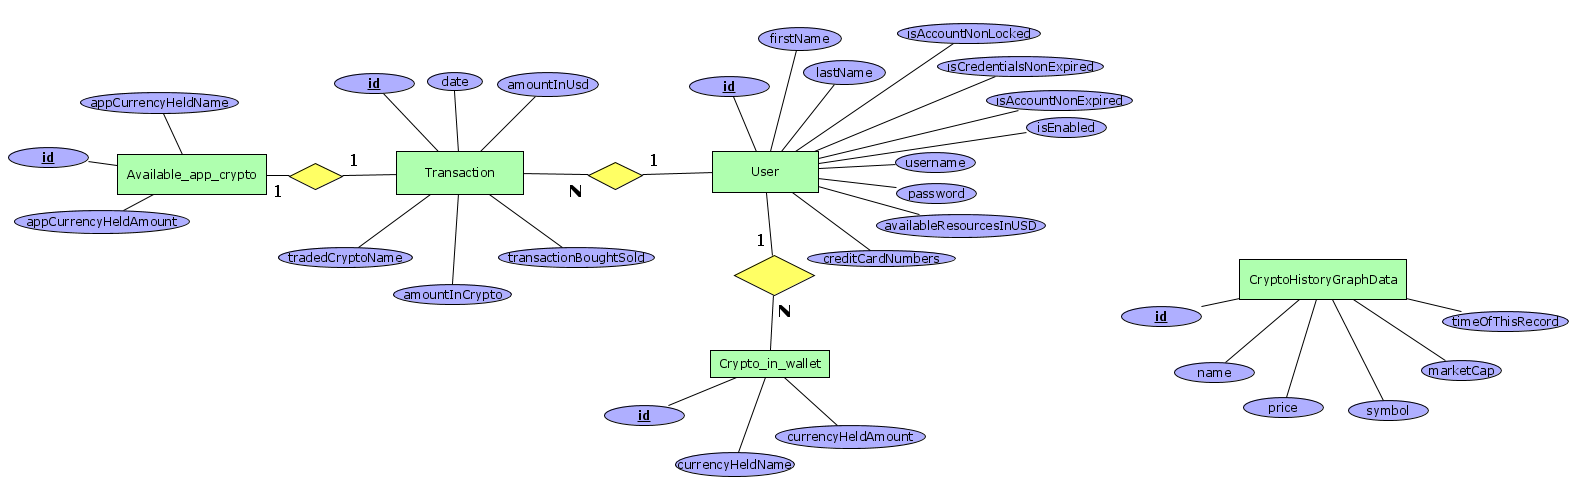 isAccountNonLocked
firstName
isCredentialsNonExpired
lastName
id
date
amountInUsd
id
isAccountNonExpired
appCurrencyHeldName
isEnabled
id
1
1
username
Available_app_crypto
Transaction
User
1
N
password
appCurrencyHeldAmount
availableResourcesInUSD
1
tradedCryptoName
transactionBoughtSold
creditCardNumbers
amountInCrypto
CryptoHistoryGraphData
N
id
timeOfThisRecord
Crypto_in_wallet
name
marketCap
price
symbol
id
currencyHeldAmount
currencyHeldName